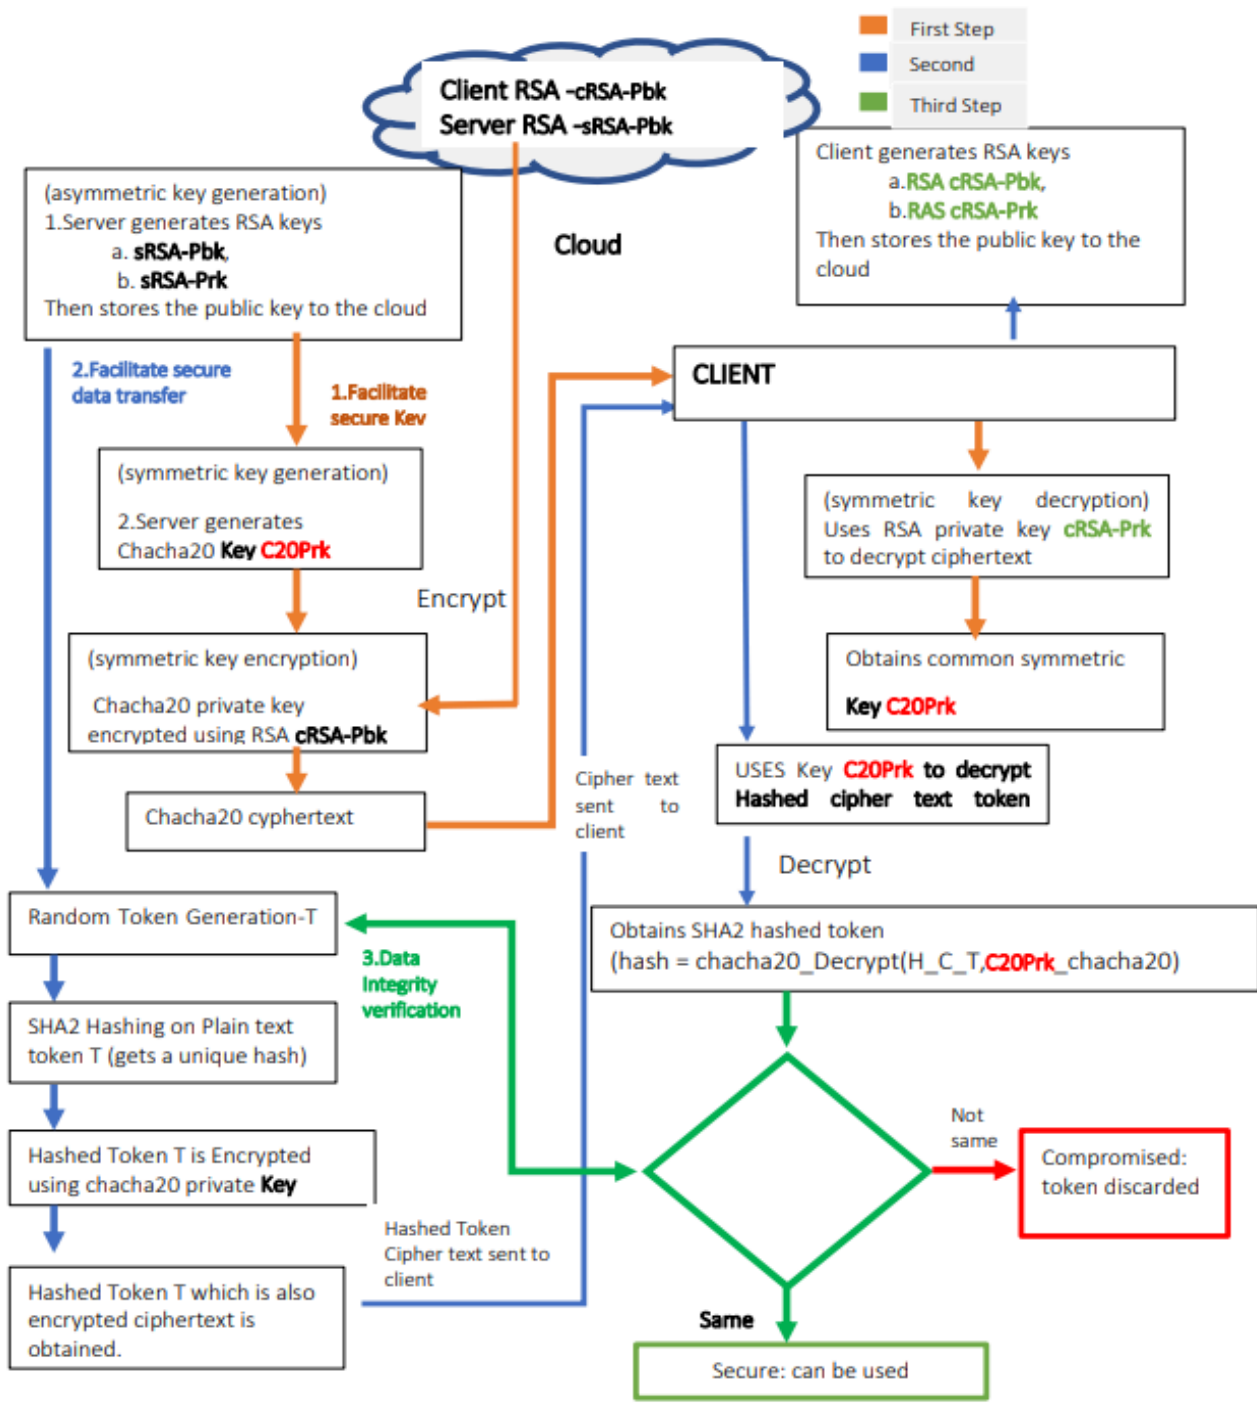 First Step
Second
Third Step
Client RSA -cRSA-Pbk
Server RSA -sRSA-Pbk
Cloud
(asymmetric key generation)
1.Server generates RSA keys
a. sRSA-Pbk,
b. sRSA-Prk
Then stores the public key to the cloud
Client generates RSA keys
a.RSA cRSA-Pbk,
b.RAS cRSA-Prk
Then stores the public key to the
cloud
2.Facilitate secure
data transfer
1.Facilitate
secure Key
CLIENT
(symmetric key generation)
2.Server generates
Chacha20 Key C20Prk
Encrypt
(symmetric key decryption)
Uses RSA private key cRSA-Prk
to decrypt ciphertext
(symmetric key encryption)
Chacha20 private key
encrypted using RSA cRSA-Pbk
Obtains common symmetric
Key C20Prk
Chacha20 cyphertext
Cipher text
sent to
client
USES Key C20Prk to decrypt
Hashed cipher text token
Decrypt
Random Token Generation-T
3.Data
Integrity
verification
Obtains SHA2 hashed token
(hash = chacha20_Decrypt(H_C_T,C20Prk_chacha20)
SHA2 Hashing on Plain text
token T (gets a unique hash)
Not
same
Compromised:
token discarded
Hashed Token T is Encrypted
using chacha20 private Key
Hashed Token
Cipher text sent to
client
Hashed Token T which is also
encrypted ciphertext is
obtained.
Same
Secure: can be used